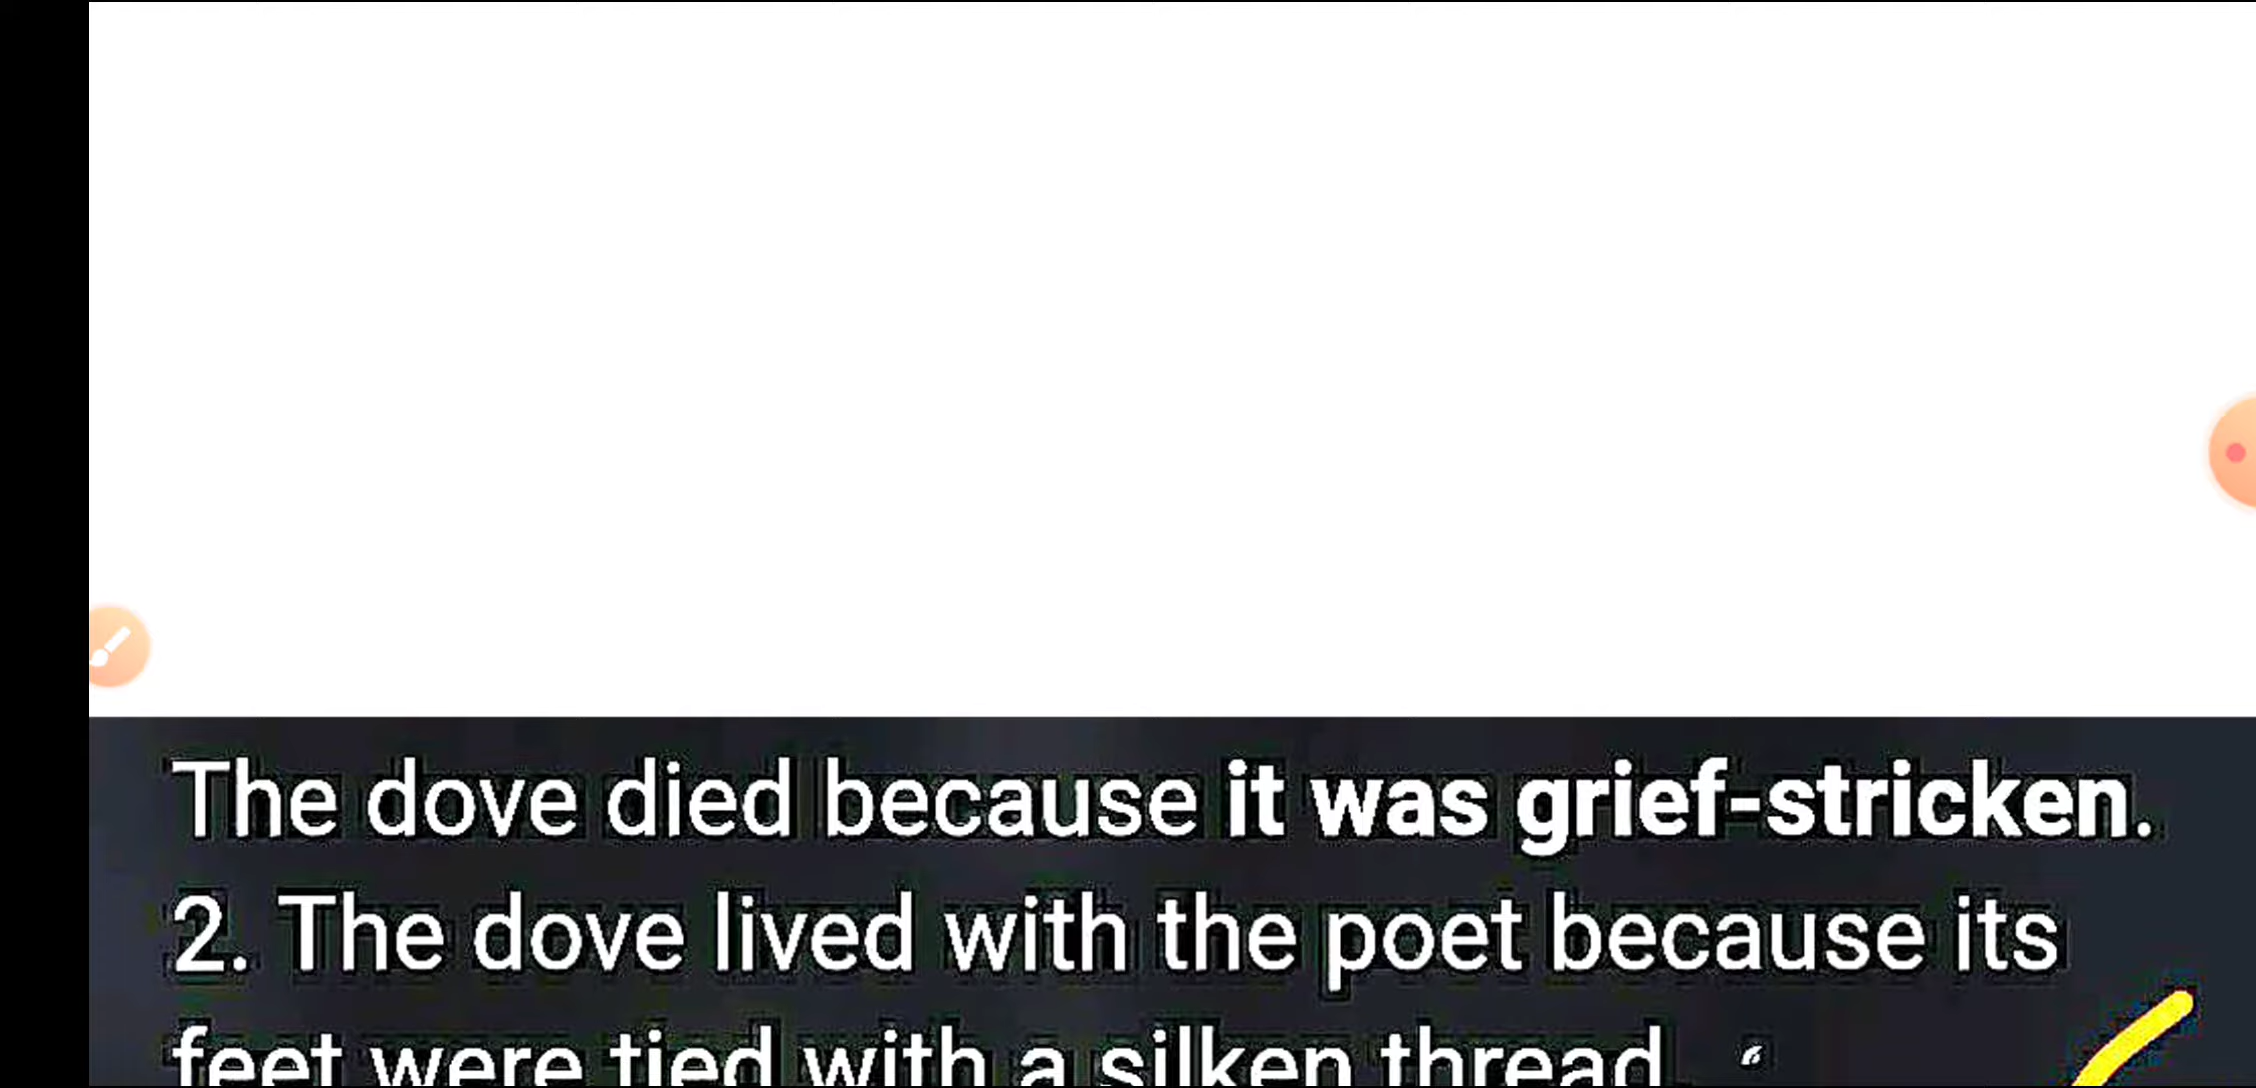 The dove died because it was grief-stricken.
2. The dove lived with the poet because its
feet were tied with a silken thread.